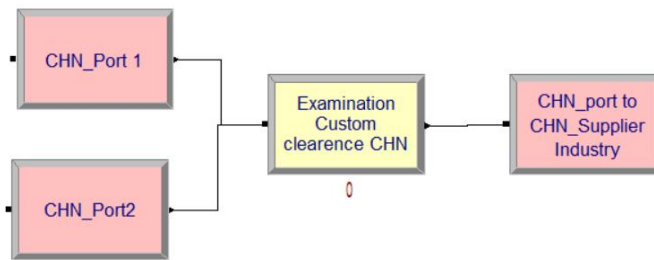 CHN_Port 1
Examination
Custom
clearence CHN
CHN_port to
CHN_Supplier
Industry
CHN_Port2
0